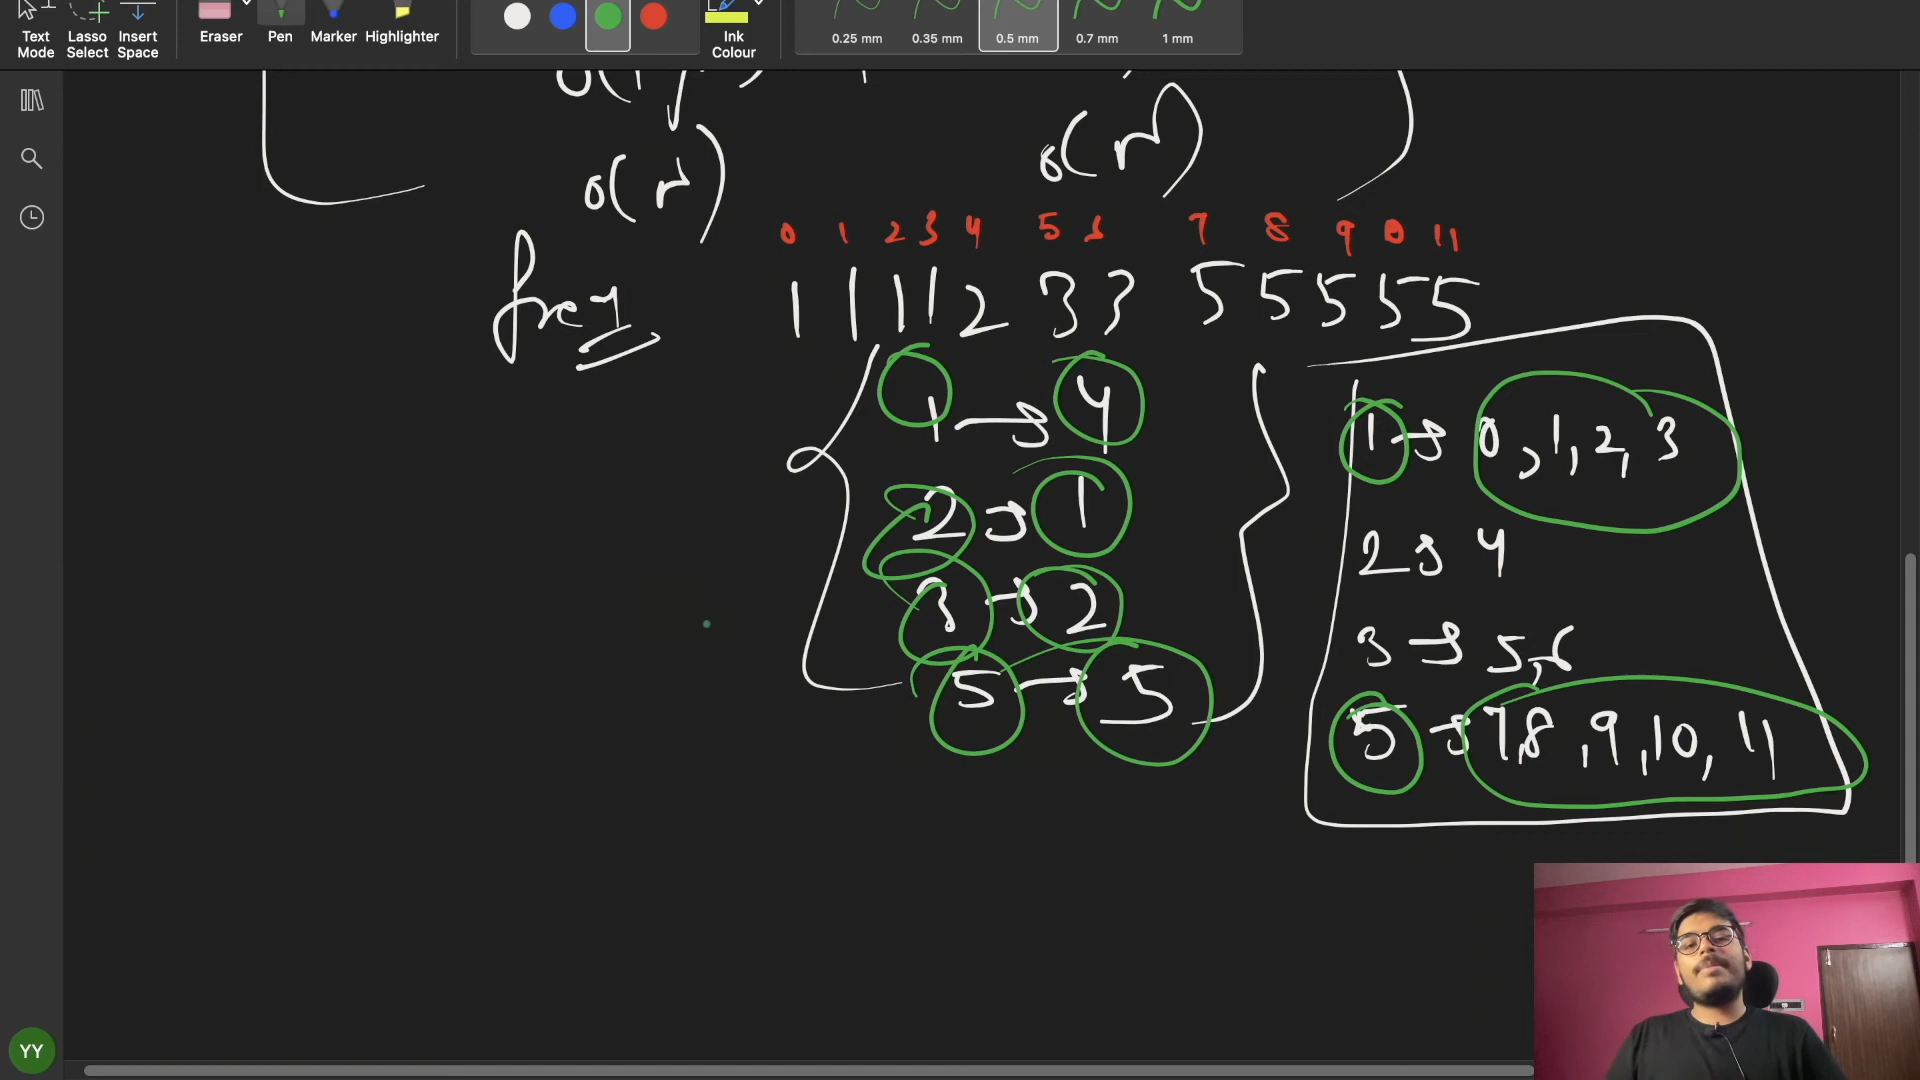 Text Mode
Lasso Select
Insert Space
Eraser
Pen
Marker
Highlighter
Ink Colour
0.25 mm
0.35 mm
0.5 mm
0.7 mm
1 mm
0 1 2 3 4 5 7 8 9 11
1 1 1 1 2 3 3 5 5 5 5 5
1 → 4
2 → 1
3 → 2
5 → 5
1 → 0, 1, 2, 3
2 → 4
3 → 5, 6
5 → 7, 8, 9, 10, 11
YY